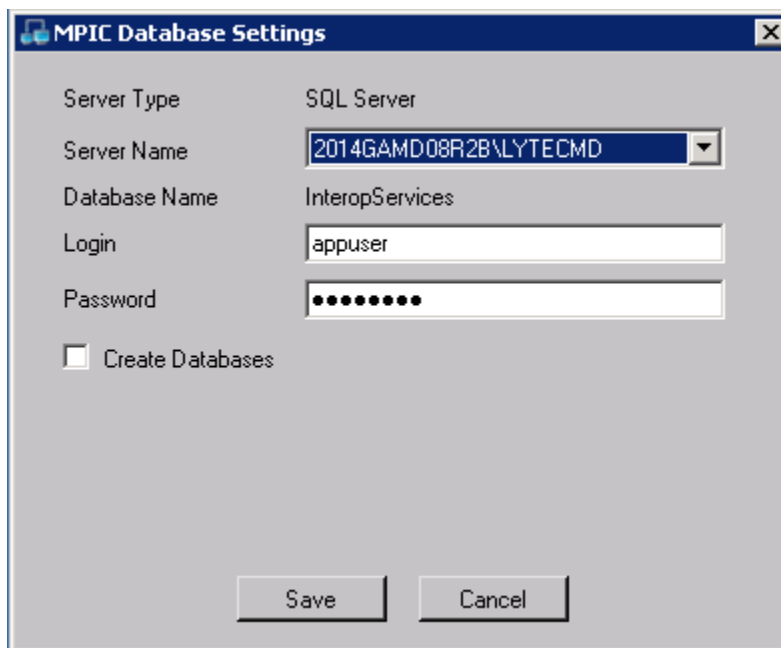 MPIC Database Settings
Server Type SQL Server
Server Name 2014GAMD08R2B\LYTECMD
Database Name InteropServices
Login appuser
Password ●●●●●●●●
Create Databases
Save Cancel